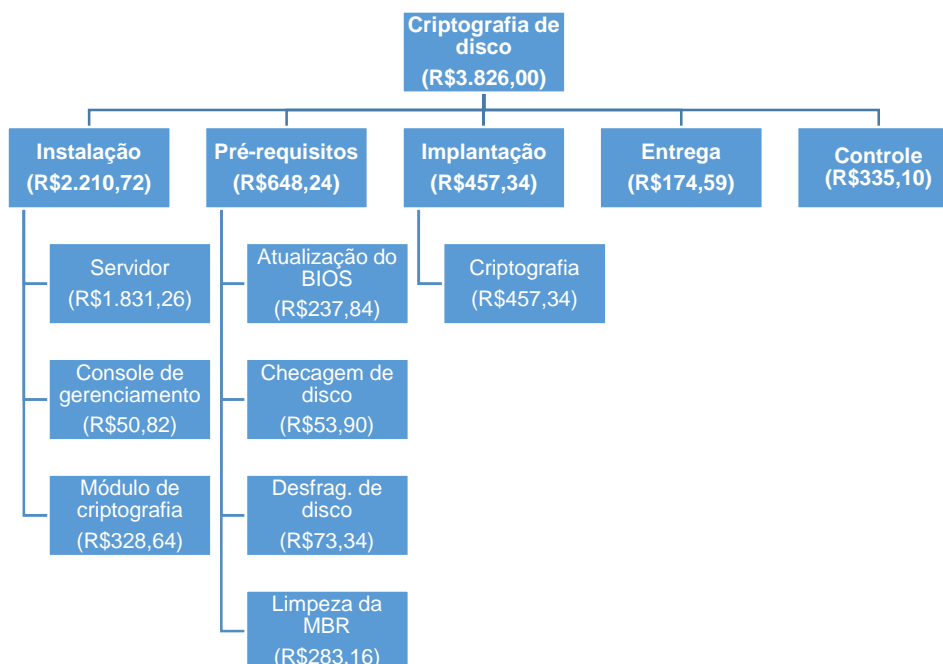 Criptografia de
disco
(R$3.826,00)
Instalação
(R$2.210,72)
Pré-requisitos
(R$648,24)
Implantação
(R$457,34)
Entrega
(R$174,59)
Controle
(R$335,10)
Servidor
(R$1.831,26)
Console de
gerenciamento
(R$50,82)
Módulo de
criptografia
(R$328,64)
Atualização do
BIOS
(R$237,84)
Checagem de
disco
(R$53,90)
Desfrag. de
disco
(R$73,34)
Limpeza da
MBR
(R$283,16)
Criptografia
(R$457,34)